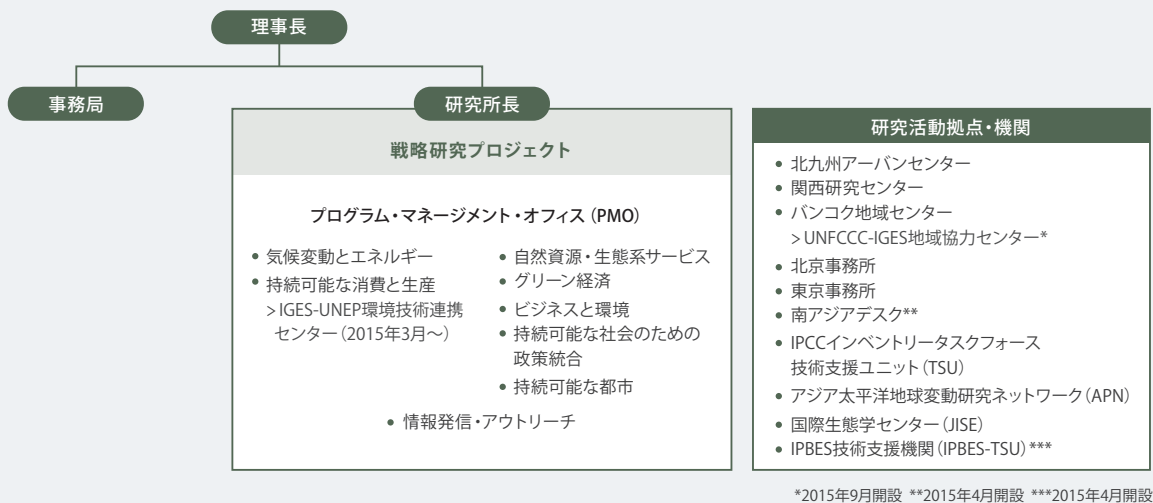 理事長
事務局
研究所長
戦略研究プロジェクト
プログラム・マネージメント・オフィス（PMO）
• 気候変動とエネルギー
• 持続可能な消費と生産
> IGES-UNEP環境技術連携
センター（2015年3月～）
• 自然資源・生態系サービス
• グリーン経済
• ビジネスと環境
• 持続可能な社会のための
政策統合
• 持続可能な都市
• 情報発信・アウトリーチ
研究活動拠点・機関
• 北九州アーバンセンター
• 関西研究センター
• バンコク地域センター
> UNFCCC-IGES地域協力センター*
• 北京事務所
• 東京事務所
• 南アジアデスク**
• IPCCインベントリータスクフォース
技術支援ユニット（TSU）
• アジア太平洋地球変動研究ネットワーク（APN）
• 国際生態学センター（JISE）
• IPBES技術支援機関（IPBES-TSU）***
*2015年9月開設 **2015年4月開設 ***2015年4月開設